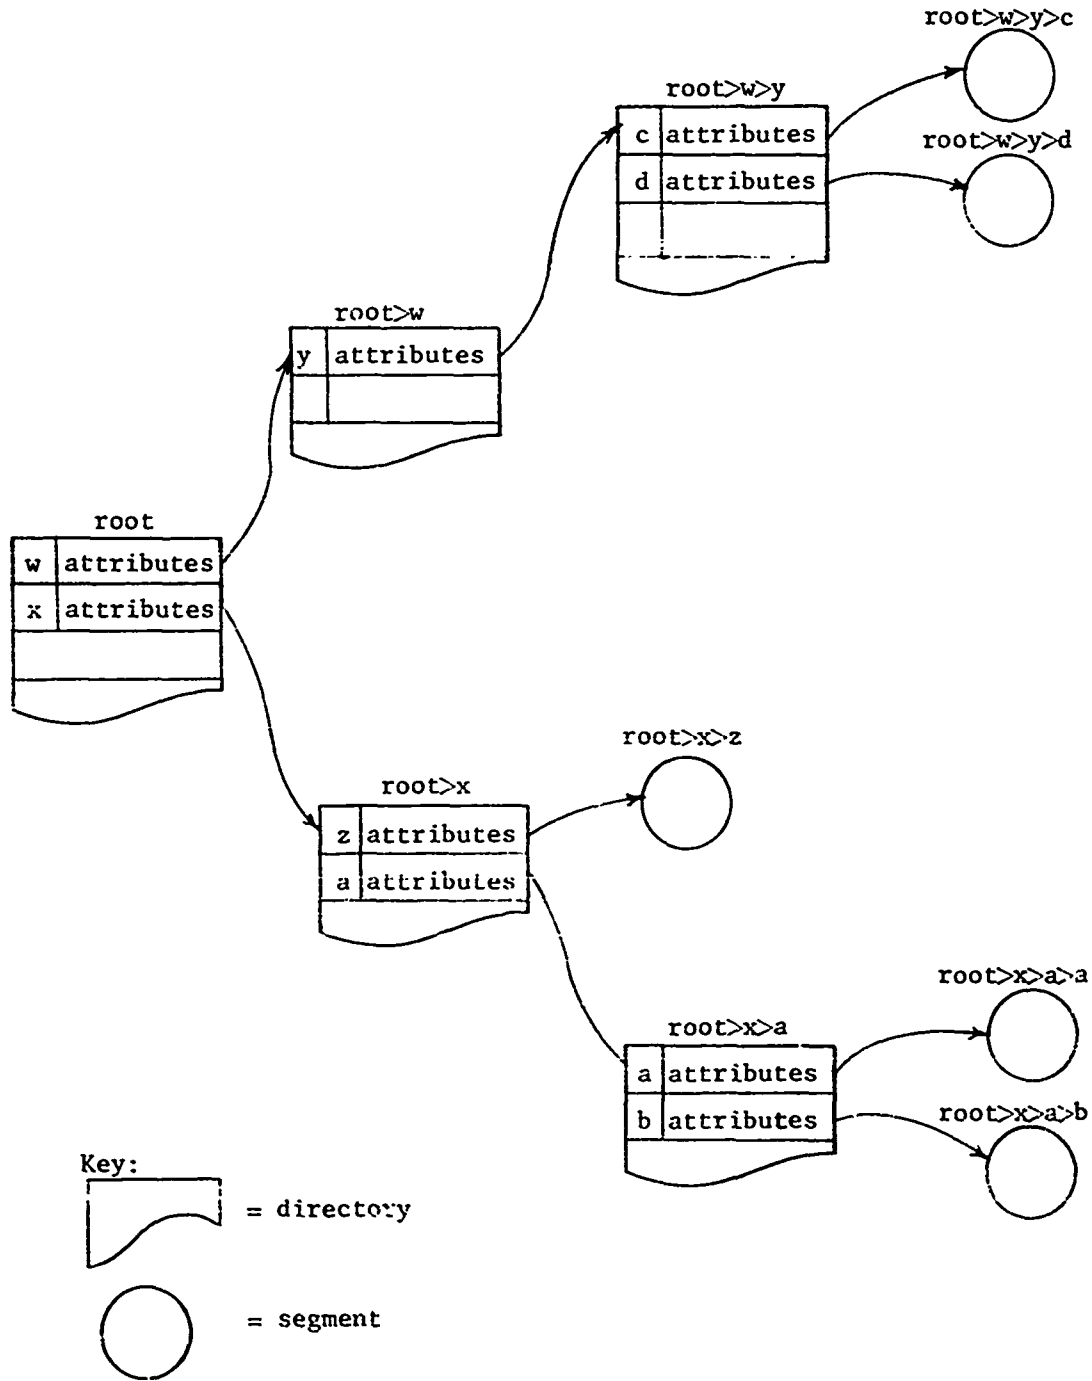 root>w>y>c
root>w>y
c attributes
root>w>y>d
d attributes
root>w
y attributes
root
w attributes
x attributes
root>x>z
root>x
z attributes
a attributes
root>x>a>a
root>x>a
a attributes
b attributes
root>x>a>b
Key:
= directory
= segment